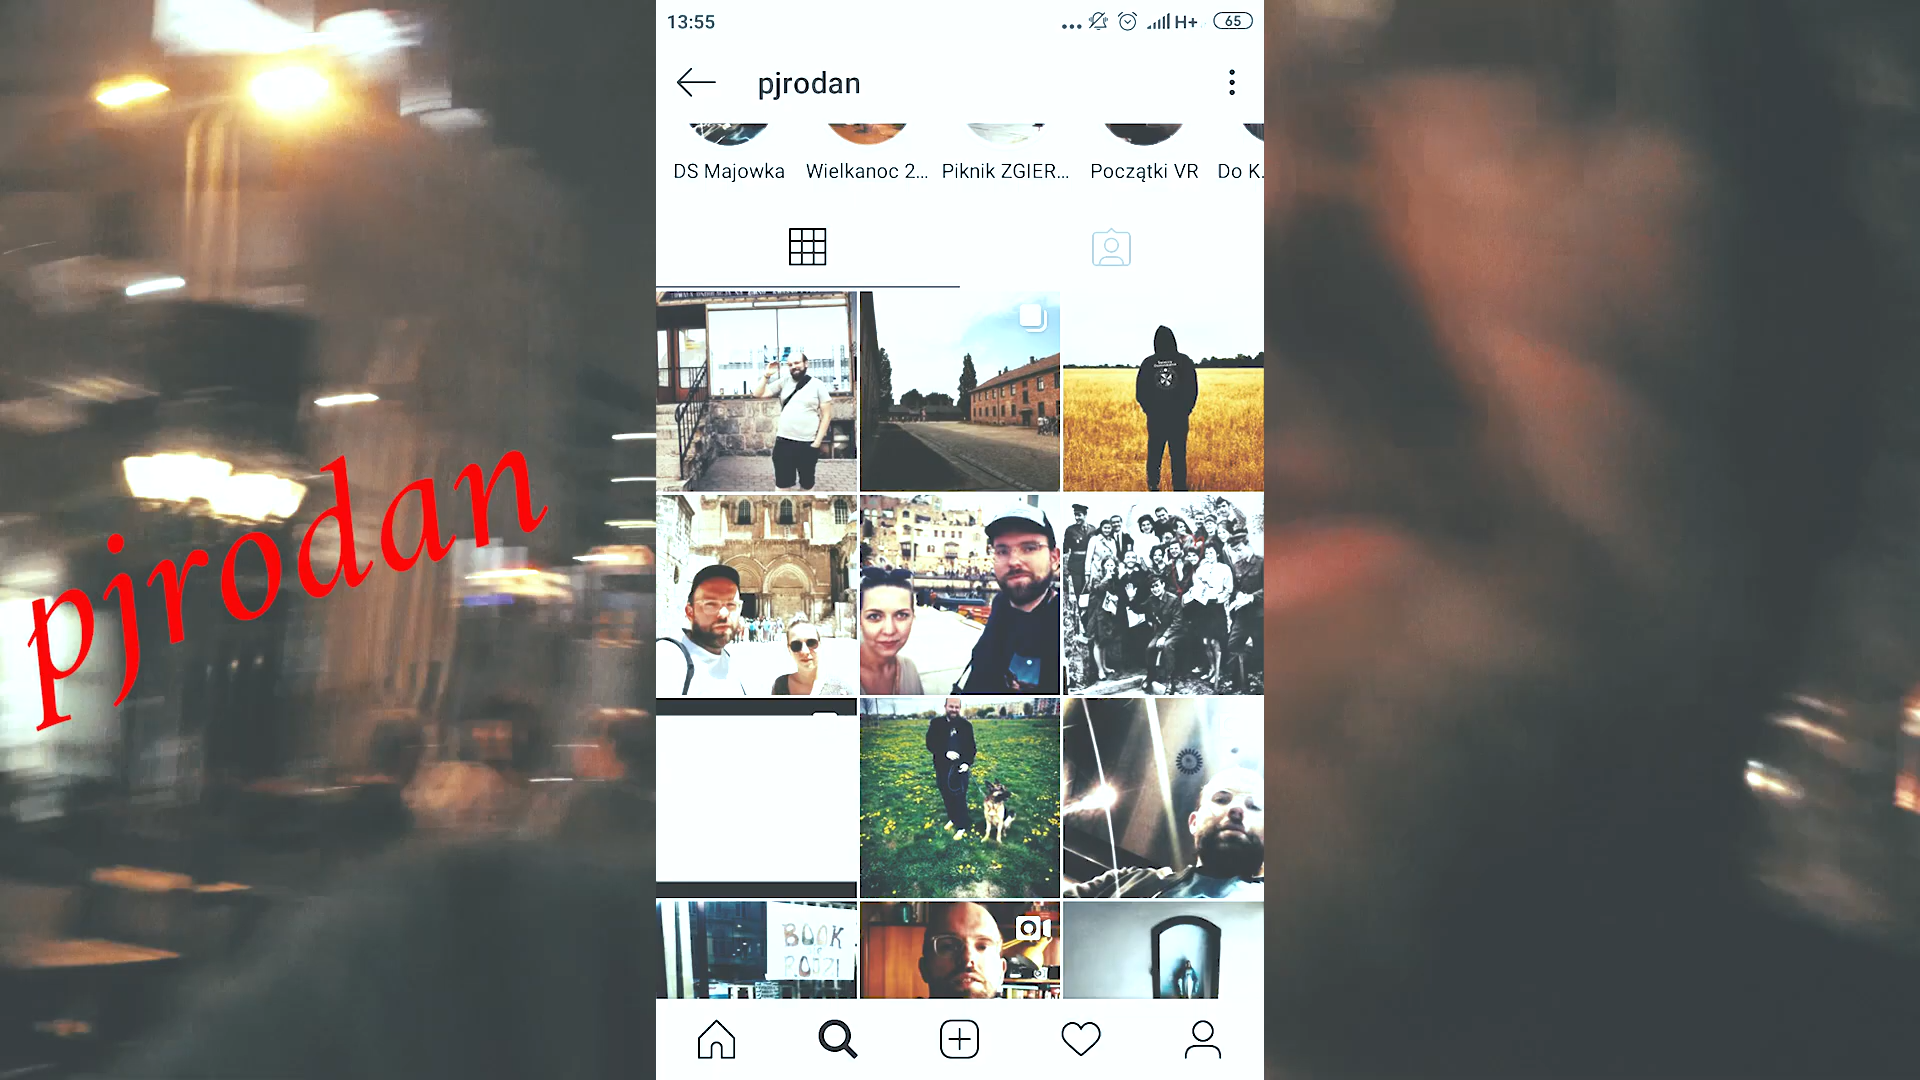 13:55
H+
65
pjrodan
DS Majowka
Wielkanoc 2...
Piknik ZGIER...
Początki VR
Do K.
pjrodan
BOOK